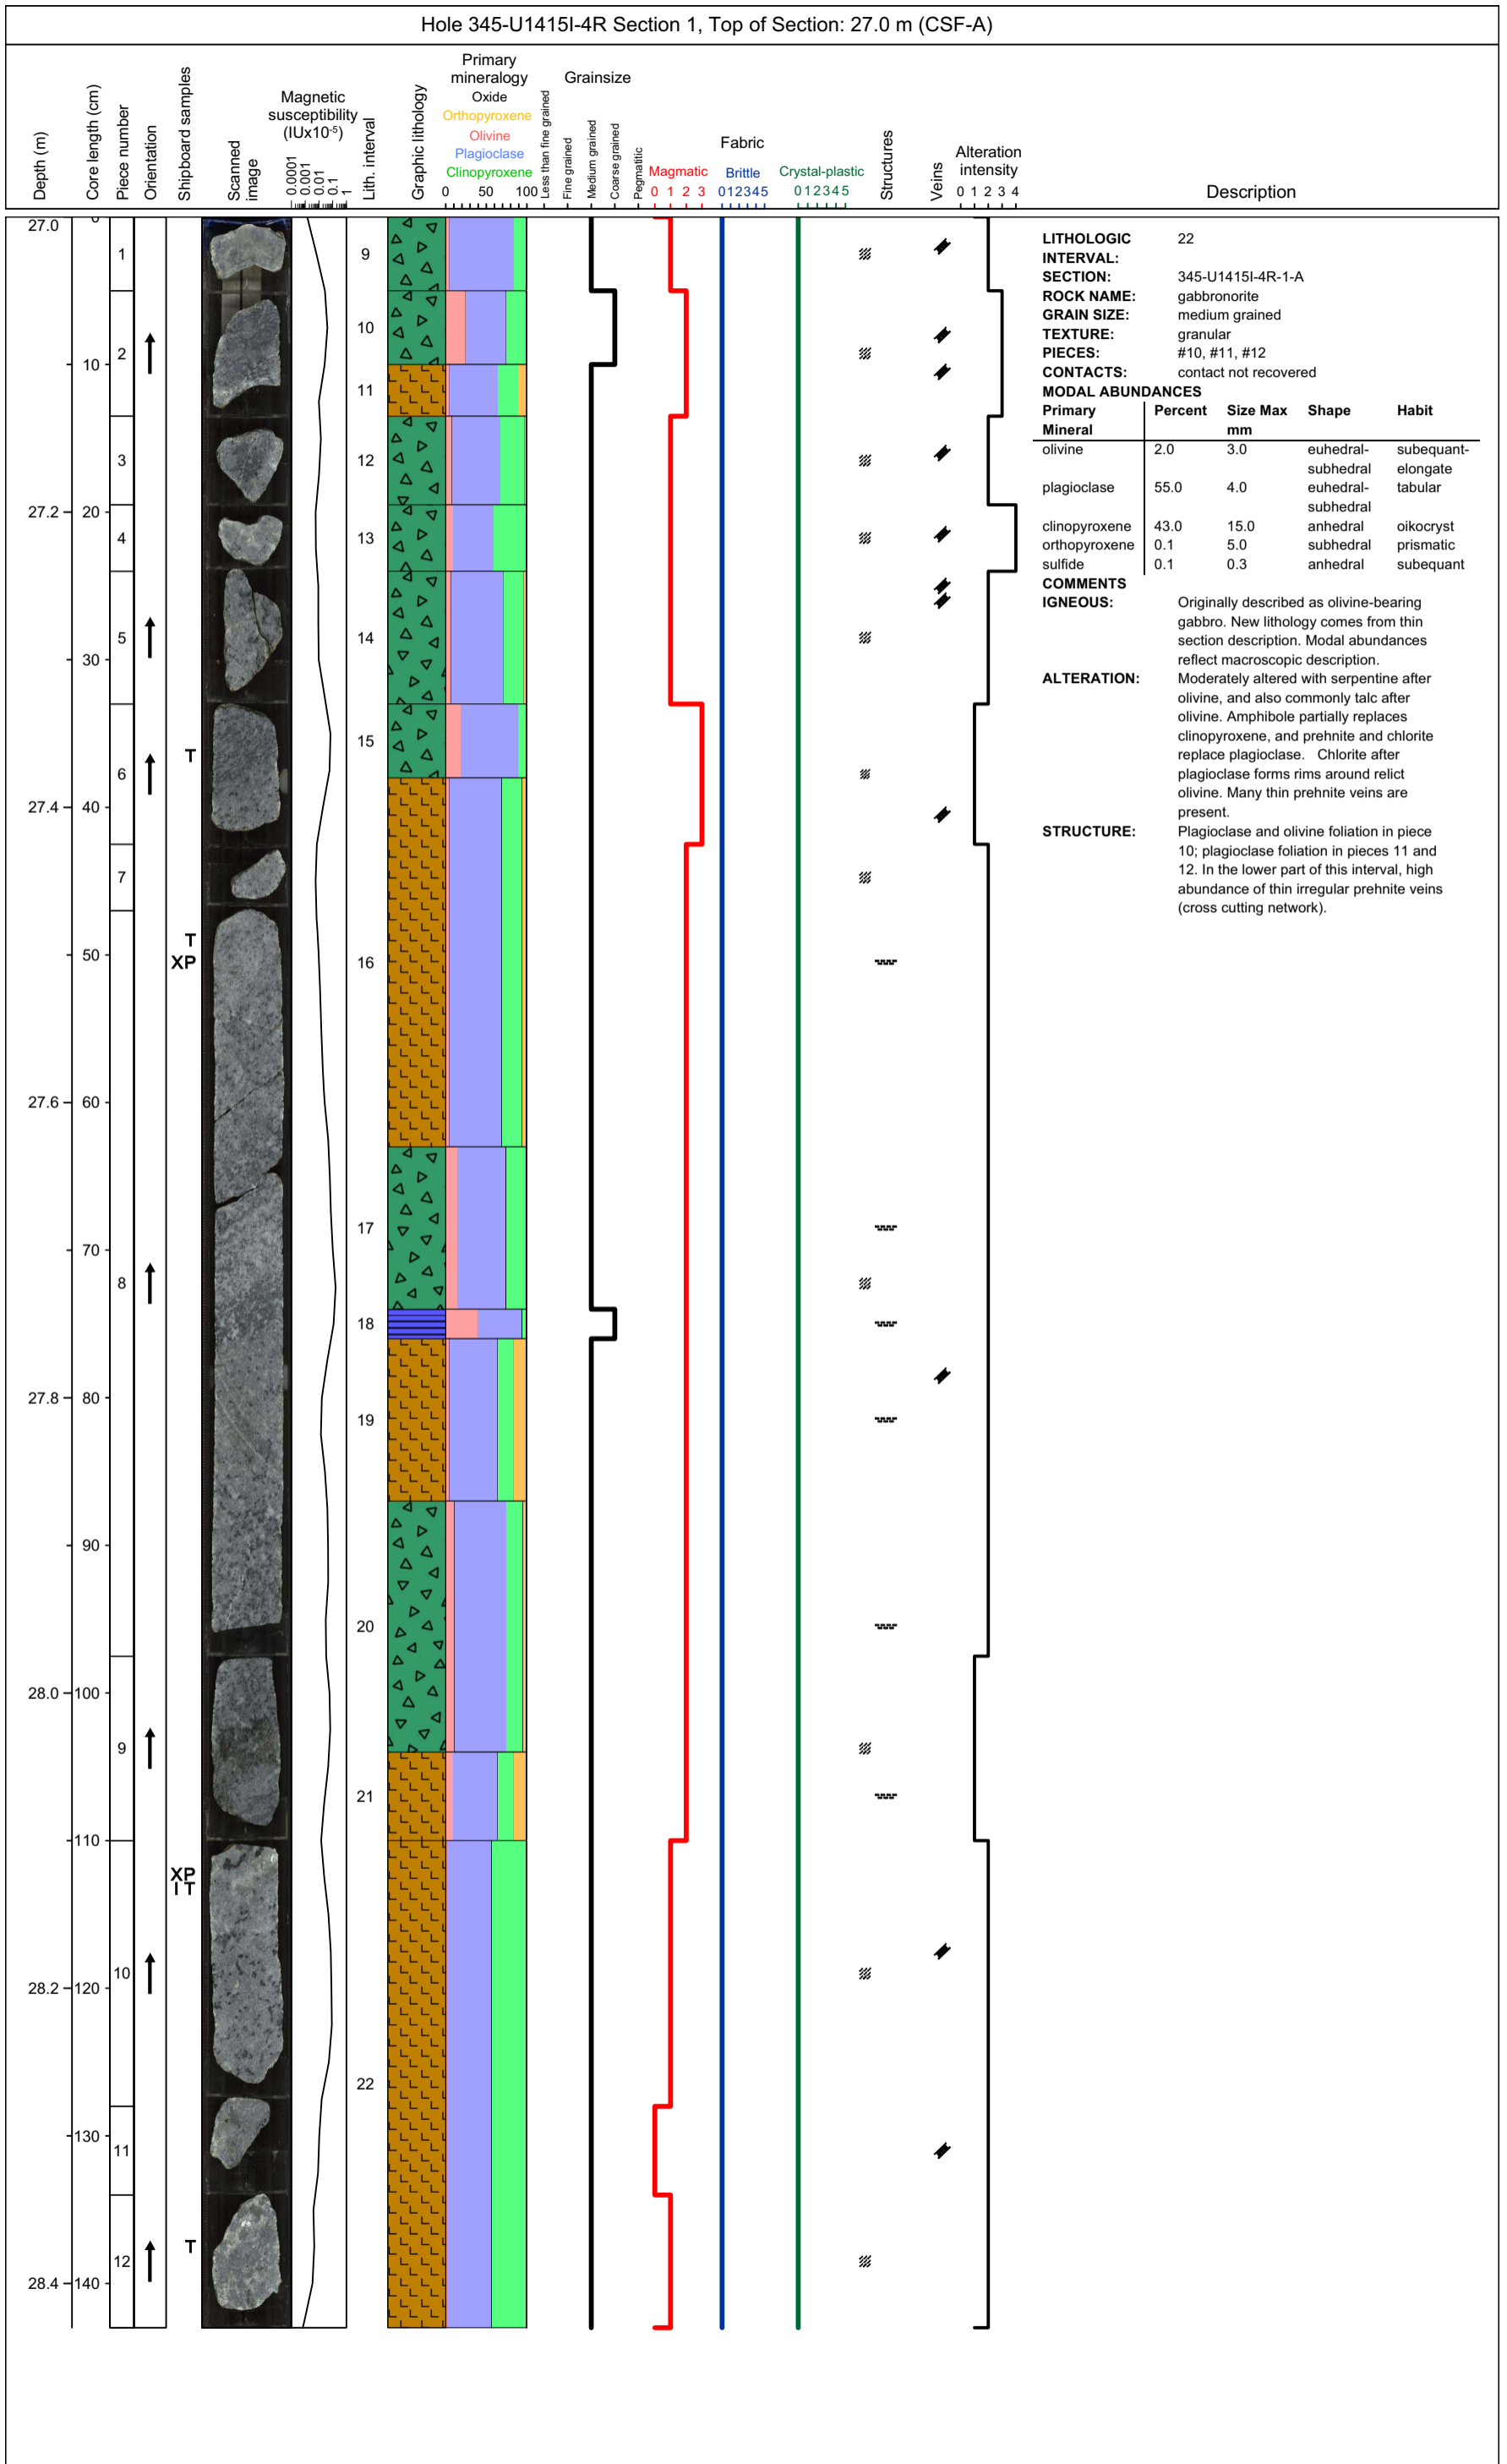 Hole 345-U1415I-4R Section 1, Top of Section: 27.0 m (CSF-A)
Depth (m)
Core length (cm)
Piece number
Orientation
Shipboard samples
Scanned
image
Magnetic
susceptibility
(IUx10-5)
0.0001
0.001
0.01
0.1
1
Lith. interval
Graphic lithology
Primary
mineralogy
Oxide
Orthopyroxene
Olivine
Plagioclase
Clinopyroxene
0 50 100
Grainsize
Less than fine grained
Fine grained
Medium grained
Coarse grained
Pegmatitic
Fabric
Magmatic
0 1 2 3
Brittle
012345
Crystal-plastic
012345
Structures
Veins
Alteration
intensity
0 1 2 3 4
Description
27.0
27.2
27.4
27.6
27.8
28.0
28.2
28.4
0
10
20
30
40
50
60
70
80
90
100
110
120
130
140
1
2
3
4
5
6
7
8
9
10
11
12
T
T
XP
XP
I T
T
9
10
11
12
13
14
15
16
17
18
19
20
21
22
LITHOLOGIC 22
INTERVAL:
SECTION: 345-U1415I-4R-1-A
ROCK NAME: gabbronorite
GRAIN SIZE: medium grained
TEXTURE: granular
PIECES: #10, #11, #12
CONTACTS: contact not recovered
MODAL ABUNDANCES
Primary Percent Size Max Shape Habit
Mineral mm
olivine 2.0 3.0 euhedral- subequant-
subhedral elongate
plagioclase 55.0 4.0 euhedral- tabular
subhedral
clinopyroxene 43.0 15.0 anhedral oikocryst
orthopyroxene 0.1 5.0 subhedral prismatic
sulfide 0.1 0.3 anhedral subequant
COMMENTS
IGNEOUS: Originally described as olivine-bearing
gabbro. New lithology comes from thin
section description. Modal abundances
reflect macroscopic description.
ALTERATION: Moderately altered with serpentine after
olivine, and also commonly talc after
olivine. Amphibole partially replaces
clinopyroxene, and prehnite and chlorite
replace plagioclase. Chlorite after
plagioclase forms rims around relict
olivine. Many thin prehnite veins are
present.
STRUCTURE: Plagioclase and olivine foliation in piece
10; plagioclase foliation in pieces 11 and
12. In the lower part of this interval, high
abundance of thin irregular prehnite veins
(cross cutting network).